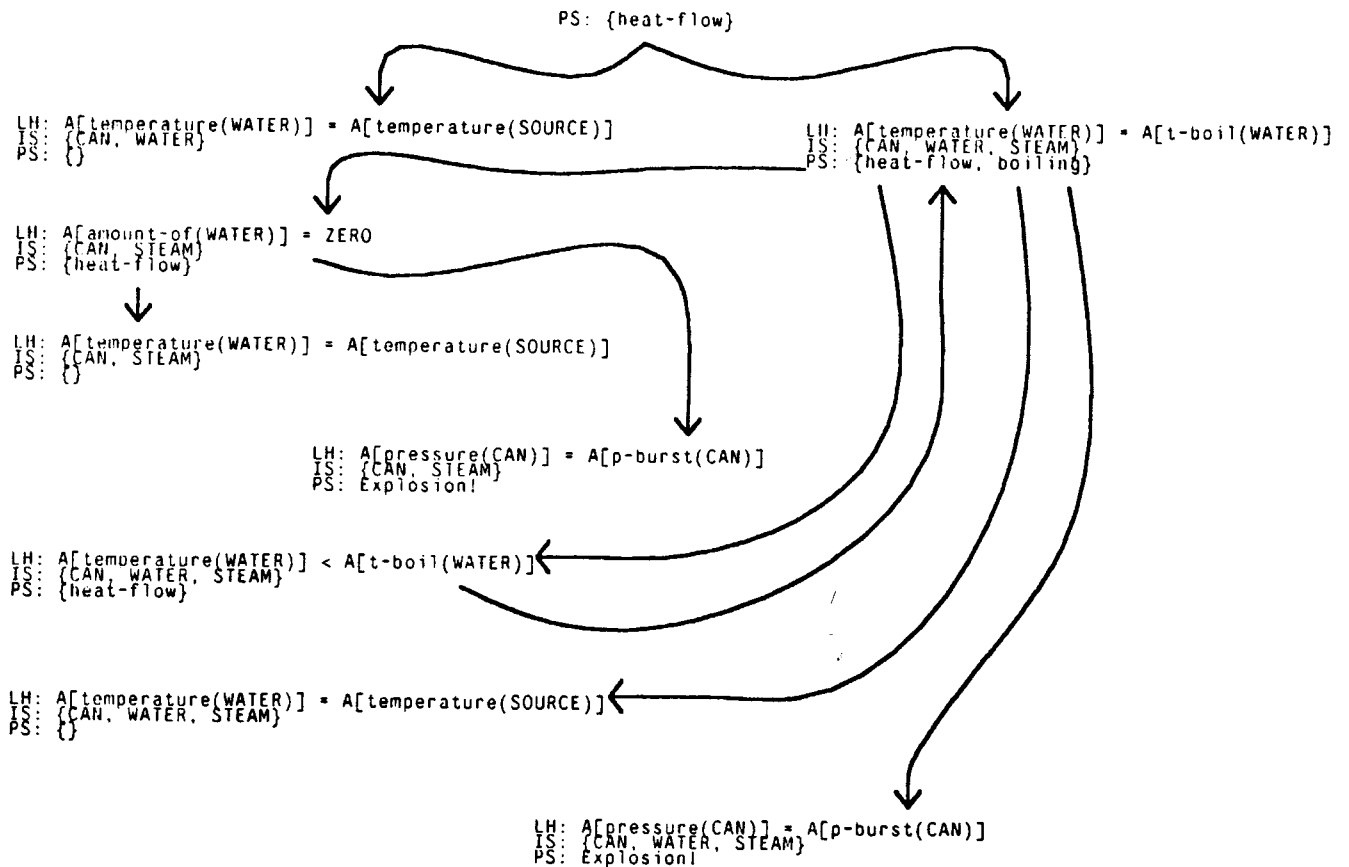 PS: {heat-flow}
LH: A[temperature(WATER)] = A[temperature(SOURCE)]
IS: {CAN, WATER}
PS: {}
LH: A[temperature(WATER)] = A[t-boil(WATER)]
IS: {CAN, WATER, STEAM}
PS: {heat-flow, boiling}
LH: A[amount-of(WATER)] = ZERO
IS: {CAN, STEAM}
PS: {heat-flow}
LH: A[temperature(WATER)] = A[temperature(SOURCE)]
IS: {CAN, STEAM}
PS: {}
LH: A[pressure(CAN)] = A[p-burst(CAN)]
IS: {CAN, STEAM}
PS: Explosion!
LH: A[temperature(WATER)] < A[t-boil(WATER)]
IS: {CAN, WATER, STEAM}
PS: {heat-flow}
LH: A[temperature(WATER)] = A[temperature(SOURCE)]
IS: {CAN, WATER, STEAM}
PS: {}
LH: A[pressure(CAN)] = A[p-burst(CAN)]
IS: {CAN, WATER, STEAM}
PS: Explosion!